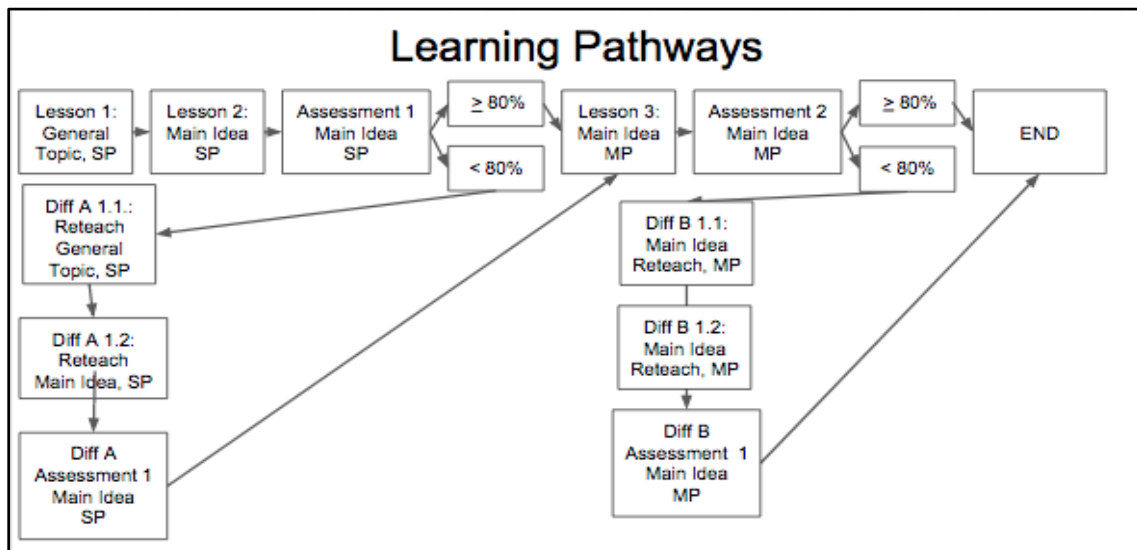 Learning Pathways
Lesson 1:
General
Topic, SP
Lesson 2:
Main Idea
SP
Assessment 1
Main Idea
SP
≥ 80%
< 80%
Lesson 3:
Main Idea
MP
Assessment 2
Main Idea
MP
≥ 80%
< 80%
END
Diff A 1.1.:
Reteach
General
Topic, SP
Diff A 1.2:
Reteach
Main Idea, SP
Diff A
Assessment 1
Main Idea
SP
Diff B 1.1:
Main Idea
Reteach, MP
Diff B 1.2:
Main Idea
Reteach, MP
Diff B
Assessment 1
Main Idea
MP